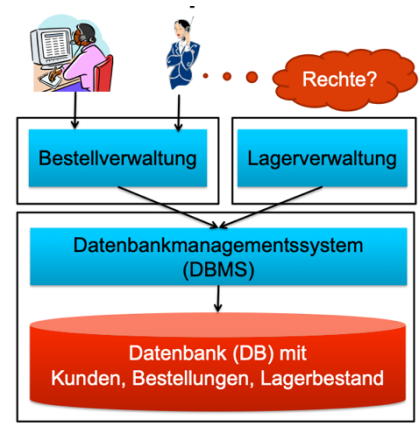 Rechte?
Bestellverwaltung
Lagerverwaltung
Datenbankmanagementssystem
(DBMS)
Datenbank (DB) mit
Kunden, Bestellungen, Lagerbestand